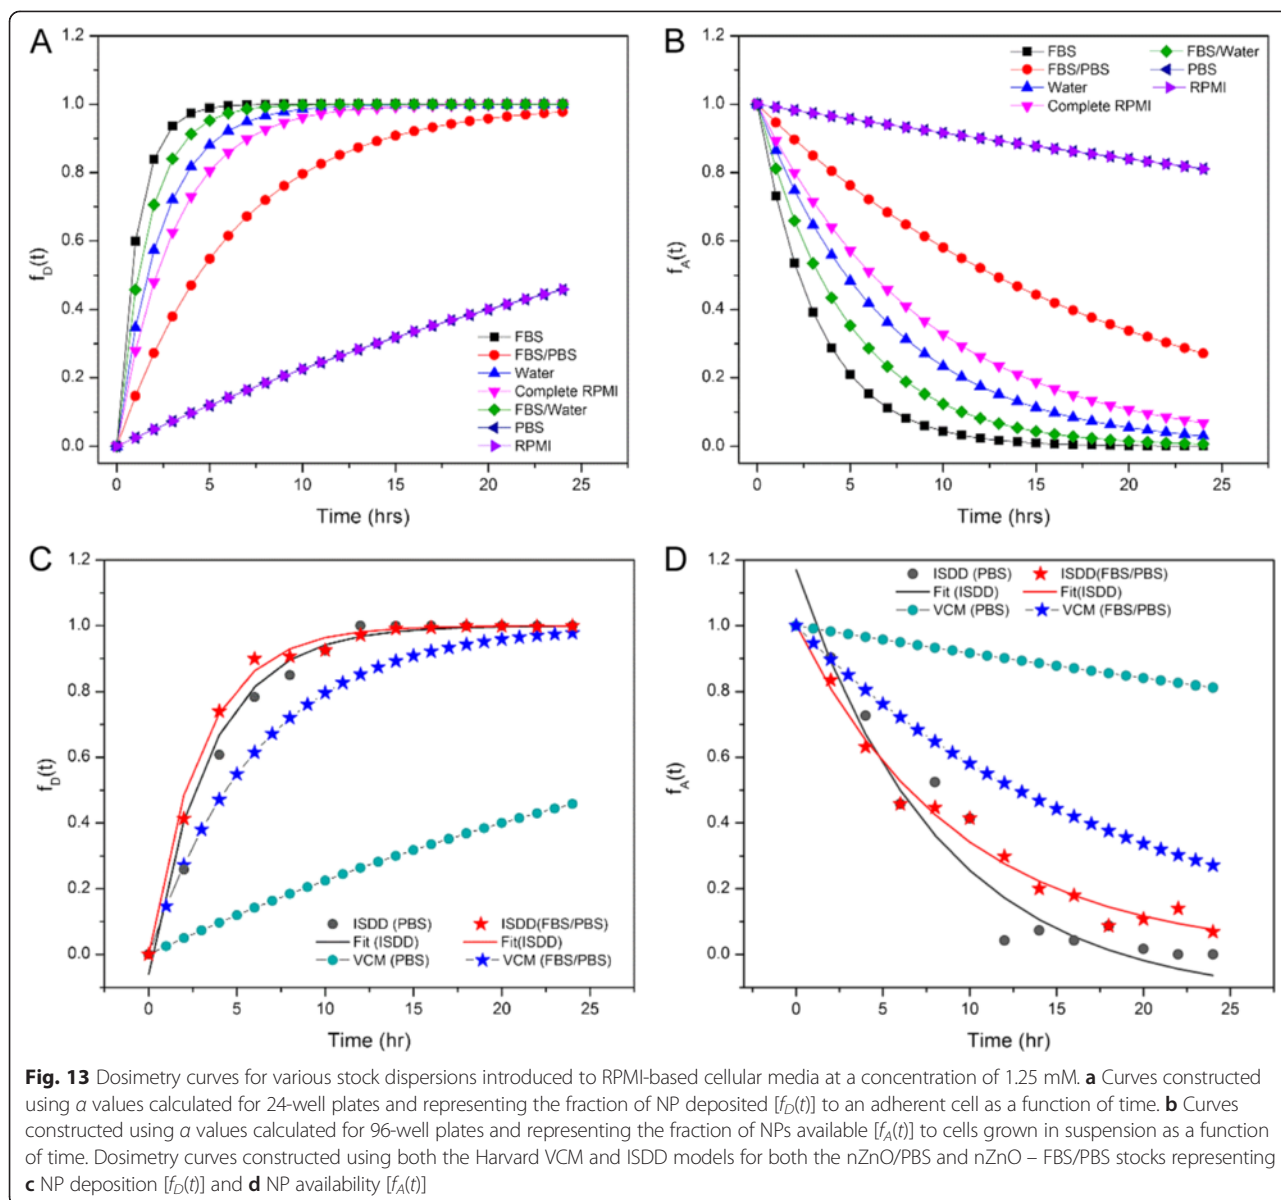 A
1.2
1.0
0.8
0.6
0.4
0.2
0.0
f_D(t)
FBS
FBS/PBS
Water
Complete RPMI
FBS/Water
PBS
RPMI
0 5 10 15 20 25
Time (hrs)
B
1.2
1.0
0.8
0.6
0.4
0.2
0.0
f_A(t)
FBS FBS/Water
FBS/PBS PBS
Water RPMI
Complete RPMI
0 5 10 15 20 25
Time (hrs)
C
1.2
1.0
0.8
0.6
0.4
0.2
0.0
f_D(t)
ISDD (PBS) ISDD(FBS/PBS)
Fit (ISDD) Fit(ISDD)
VCM (PBS) VCM (FBS/PBS)
0 5 10 15 20 25
Time (hr)
D
1.2
1.0
0.8
0.6
0.4
0.2
0.0
f_A(t)
ISDD (PBS) ISDD(FBS/PBS)
Fit (ISDD) Fit(ISDD)
VCM (PBS) VCM (FBS/PBS)
0 5 10 15 20 25
Time (hr)
Fig. 13 Dosimetry curves for various stock dispersions introduced to RPMI-based cellular media at a concentration of 1.25 mM. a Curves constructed
using α values calculated for 24-well plates and representing the fraction of NP deposited [f_D(t)] to an adherent cell as a function of time. b Curves
constructed using α values calculated for 96-well plates and representing the fraction of NPs available [f_A(t)] to cells grown in suspension as a function
of time. Dosimetry curves constructed using both the Harvard VCM and ISDD models for both the nZnO/PBS and nZnO – FBS/PBS stocks representing
c NP deposition [f_D(t)] and d NP availability [f_A(t)]